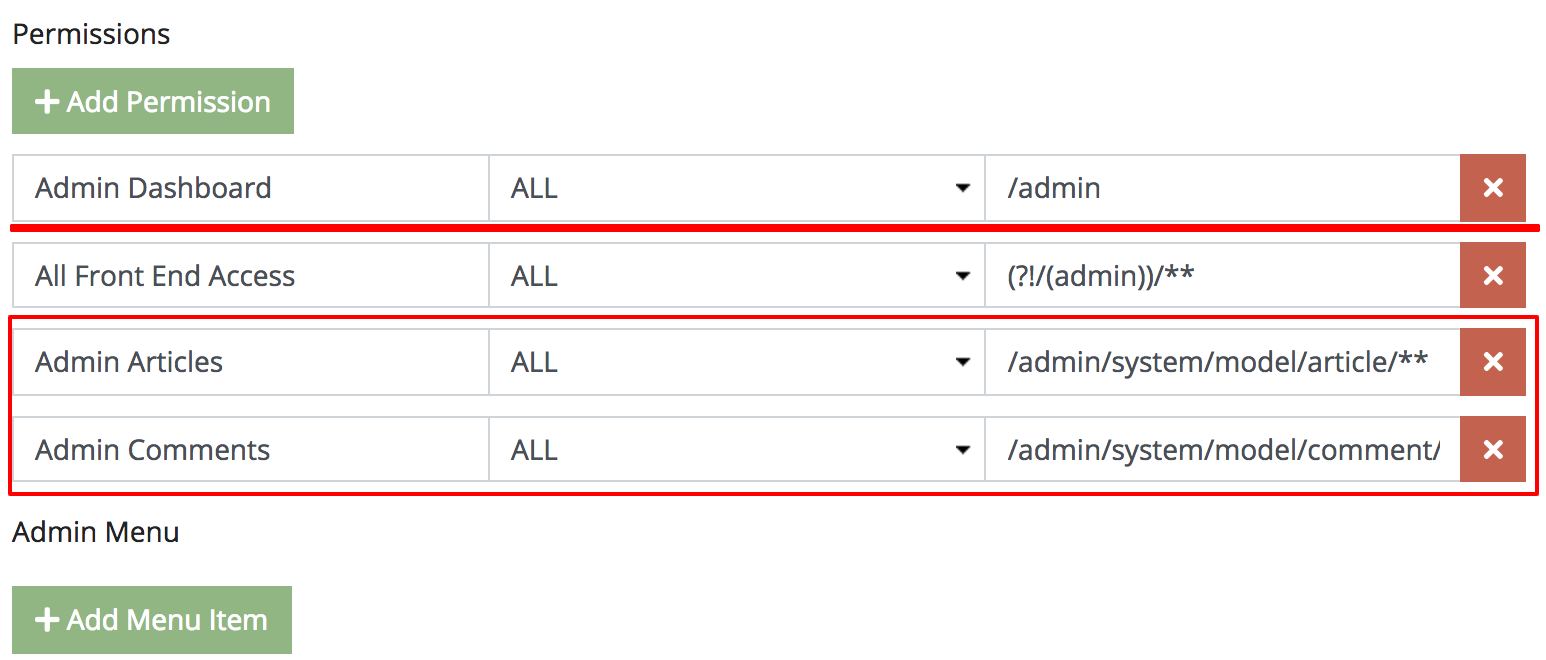 Permissions
Add Permission
Admin Dashboard ALL /admin
All Front End Access ALL (?!/(admin))/**
Admin Articles ALL /admin/system/model/article/**
Admin Comments ALL /admin/system/model/comment/
Admin Menu
Add Menu Item